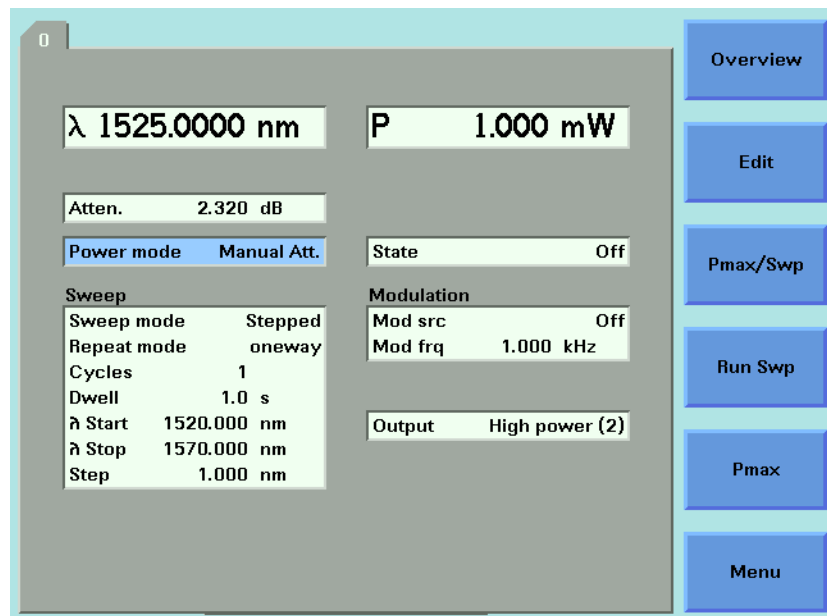 0
λ 1525.0000 nm
P 1.000 mW
Atten. 2.320 dB
Power mode Manual Att.
State Off
Sweep
Sweep mode Stepped
Repeat mode oneway
Cycles 1
Dwell 1.0 s
λ Start 1520.000 nm
λ Stop 1570.000 nm
Step 1.000 nm
Modulation
Mod src Off
Mod frq 1.000 kHz
Output High power (2)
Overview
Edit
Pmax/Swp
Run Swp
Pmax
Menu